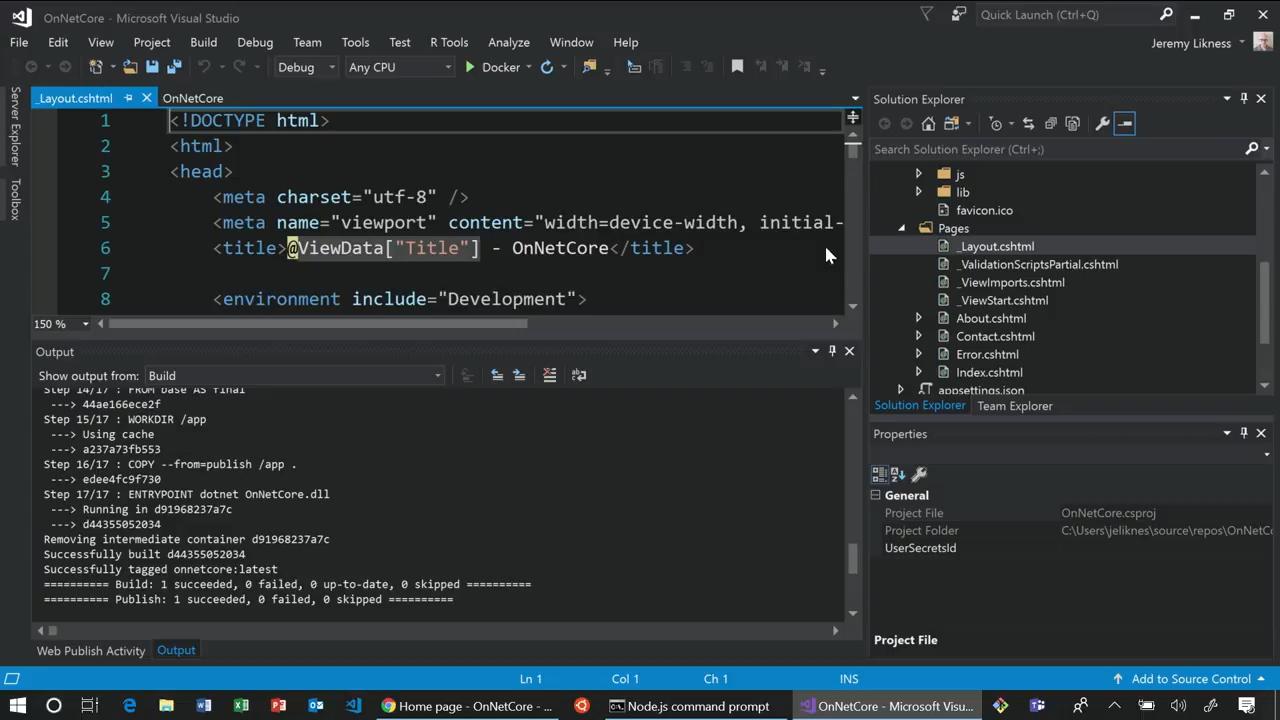 OnNetCore - Microsoft Visual Studio
Quick Launch (Ctrl+Q)
File Edit View Project Build Debug Team Tools Test R Tools Analyze Window Help
Jeremy Likness
Debug Any CPU Docker
Server Explorer
Toolbox
_Layout.cshtml OnNetCore
1 <!DOCTYPE html>
2 <html>
3 <head>
4 <meta charset="utf-8" />
5 <meta name="viewport" content="width=device-width, initial-
6 <title>@ViewData["Title"] - OnNetCore</title>
7
8 <environment include="Development">
150 %
Output
Show output from: Build
Step 14/17 : FROM base AS final
---> 44ae166ece2f
Step 15/17 : WORKDIR /app
---> Using cache
---> a237a73fb553
Step 16/17 : COPY --from=publish /app .
---> edee4fc9f730
Step 17/17 : ENTRYPOINT dotnet OnNetCore.dll
---> Running in d91968237a7c
---> d44355052034
Removing intermediate container d91968237a7c
Successfully built d44355052034
Successfully tagged onnetcore:latest
========== Build: 1 succeeded, 0 failed, 0 up-to-date, 0 skipped ==========
========== Publish: 1 succeeded, 0 failed, 0 skipped ==========
Web Publish Activity Output
Solution Explorer
Search Solution Explorer (Ctrl+;)
js
lib
favicon.ico
Pages
_Layout.cshtml
_ValidationScriptsPartial.cshtml
_ViewImports.cshtml
_ViewStart.cshtml
About.cshtml
Contact.cshtml
Error.cshtml
Index.cshtml
appsettings.json
Solution Explorer Team Explorer
Properties
General
Project File OnNetCore.csproj
Project Folder C:\Users\jeliknes\source\repos\OnNetCo
UserSecretsId
Project File
Ln 1 Col 1 Ch 1 INS Add to Source Control
Home page - OnNetCore - ... Node.js command prompt OnNetCore - Microsoft Visu...